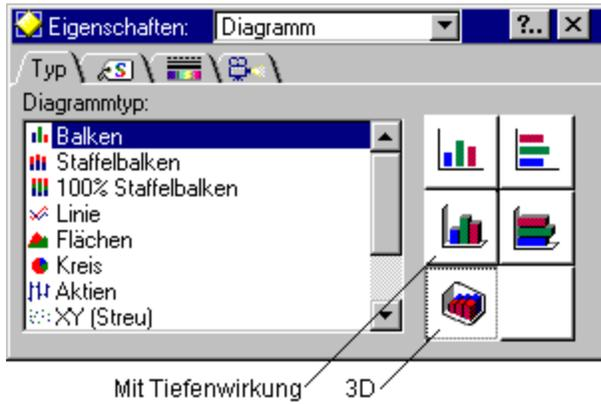 Eigenschaften: Diagramm ?..
Typ S
Diagrammtyp:
Balken
Staffelbalken
100% Staffelbalken
Linie
Flächen
Kreis
Aktien
XY (Streu)
Mit Tiefenwirkung 3D